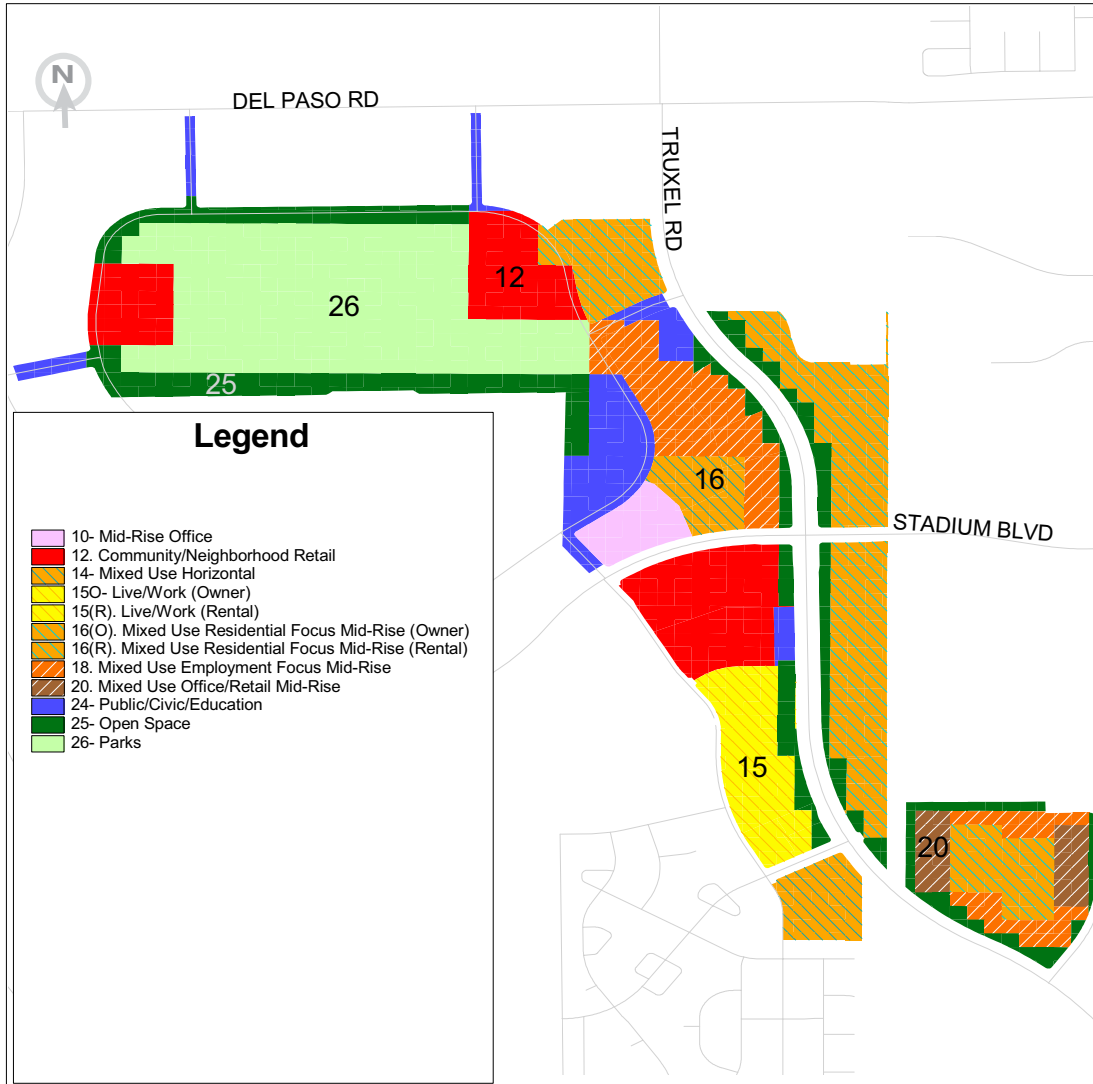 N
DEL PASO RD
TRUXEL RD
12
26
25
Legend
16
STADIUM BLVD
10- Mid-Rise Office
12. Community/Neighborhood Retail
14- Mixed Use Horizontal
15O- Live/Work (Owner)
15(R). Live/Work (Rental)
16(O). Mixed Use Residential Focus Mid-Rise (Owner)
16(R). Mixed Use Residential Focus Mid-Rise (Rental)
18. Mixed Use Employment Focus Mid-Rise
20. Mixed Use Office/Retail Mid-Rise
24- Public/Civic/Education
25- Open Space
26- Parks
15
20